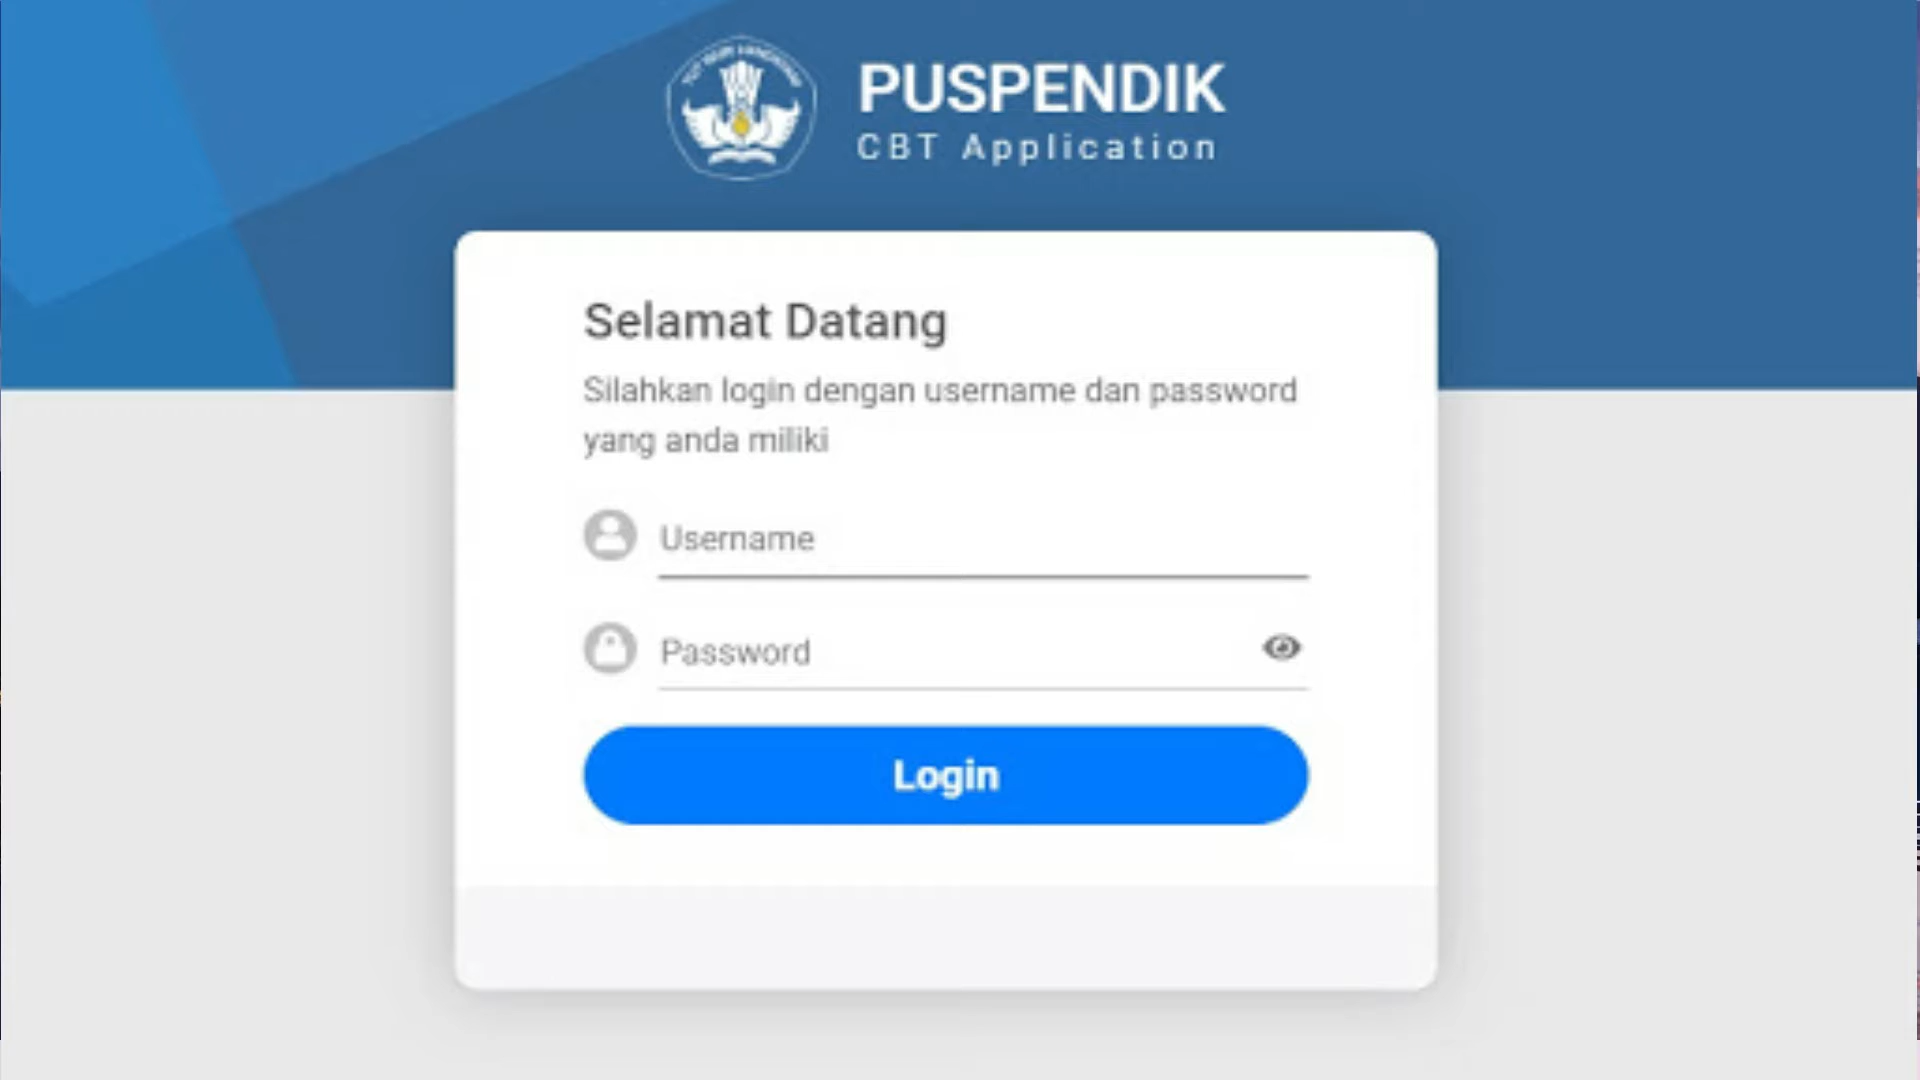 PUSPENDIK
CBT Application
Selamat Datang
Silahkan login dengan username dan password
yang anda miliki
Username
Password
Login